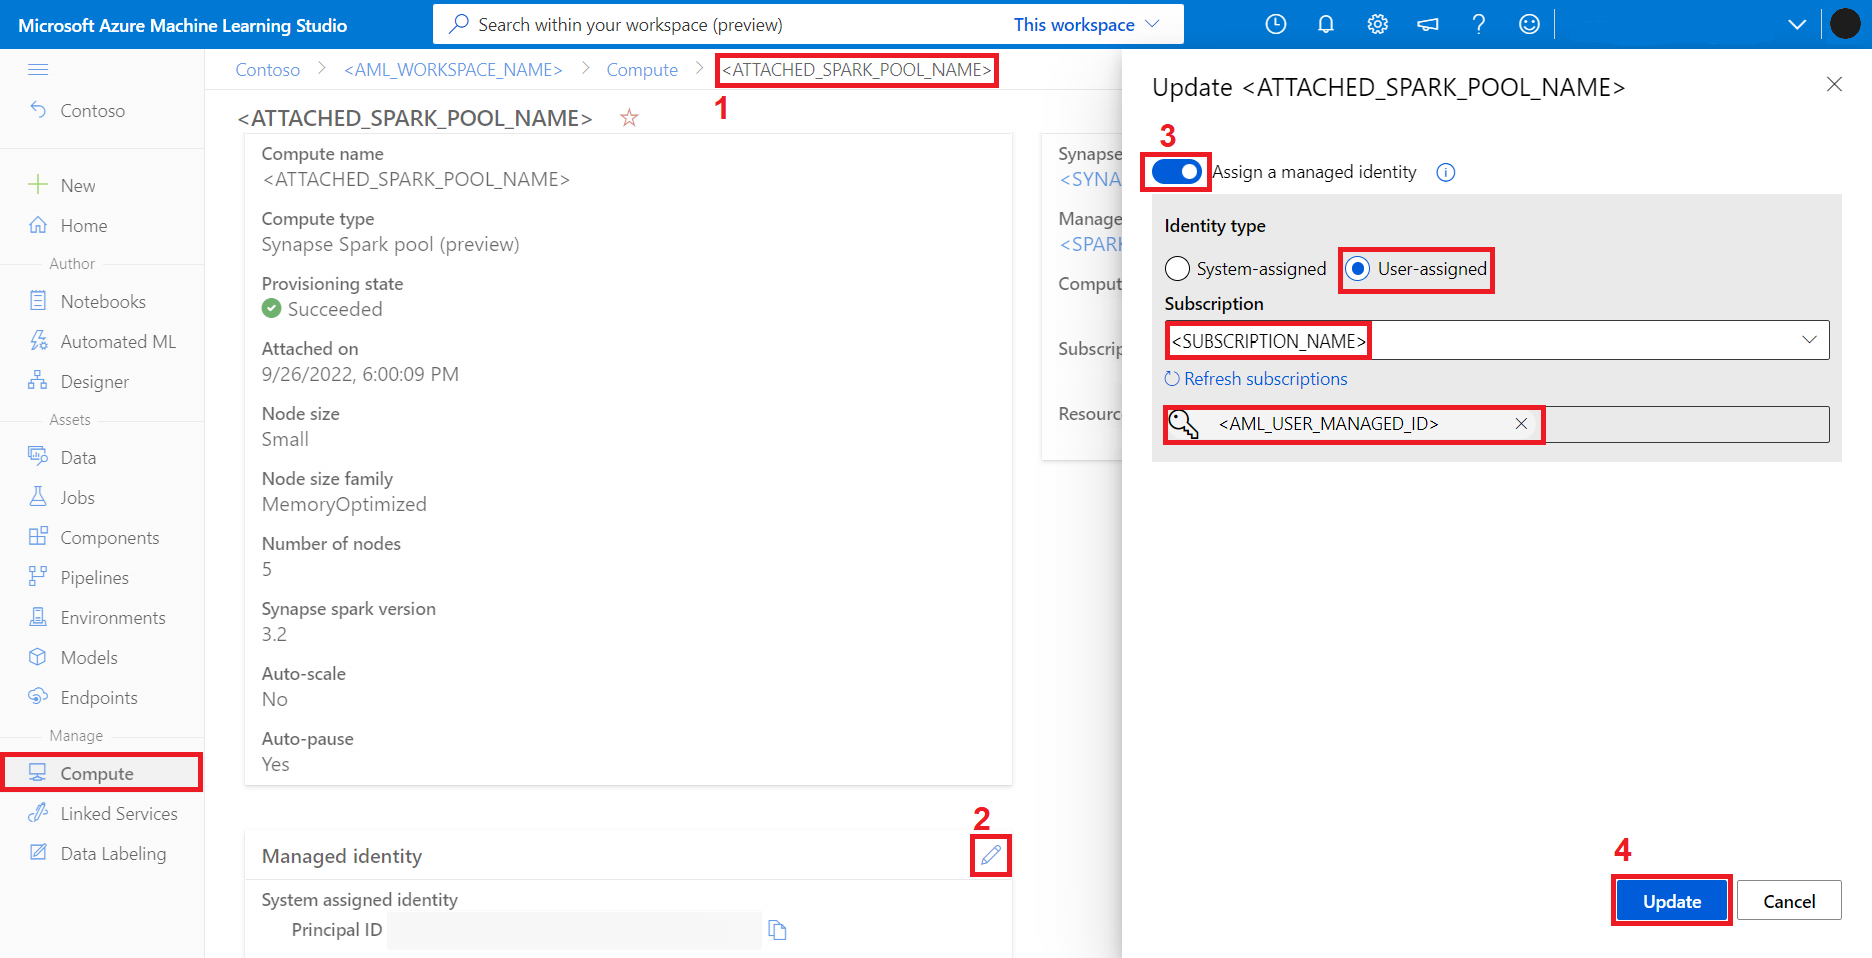 Microsoft Azure Machine Learning Studio
Search within your workspace (preview)
This workspace
Contoso
New
Home
Author
Notebooks
Automated ML
Designer
Assets
Data
Jobs
Components
Pipelines
Environments
Models
Endpoints
Manage
Compute
Linked Services
Data Labeling
Contoso > <AML_WORKSPACE_NAME> > Compute > <ATTACHED_SPARK_POOL_NAME>
1
<ATTACHED_SPARK_POOL_NAME>
Compute name
<ATTACHED_SPARK_POOL_NAME>
Compute type
Synapse Spark pool (preview)
Provisioning state
Succeeded
Attached on
9/26/2022, 6:00:09 PM
Node size
Small
Node size family
MemoryOptimized
Number of nodes
5
Synapse spark version
3.2
Auto-scale
No
Auto-pause
Yes
2
Managed identity
System assigned identity
Principal ID
Synapse
<SYNA
Manage
<SPARK
Comput
Subscrip
Resourc
Update <ATTACHED_SPARK_POOL_NAME>
3
Assign a managed identity
Identity type
System-assigned
User-assigned
Subscription
<SUBSCRIPTION_NAME>
Refresh subscriptions
<AML_USER_MANAGED_ID>
4
Update
Cancel